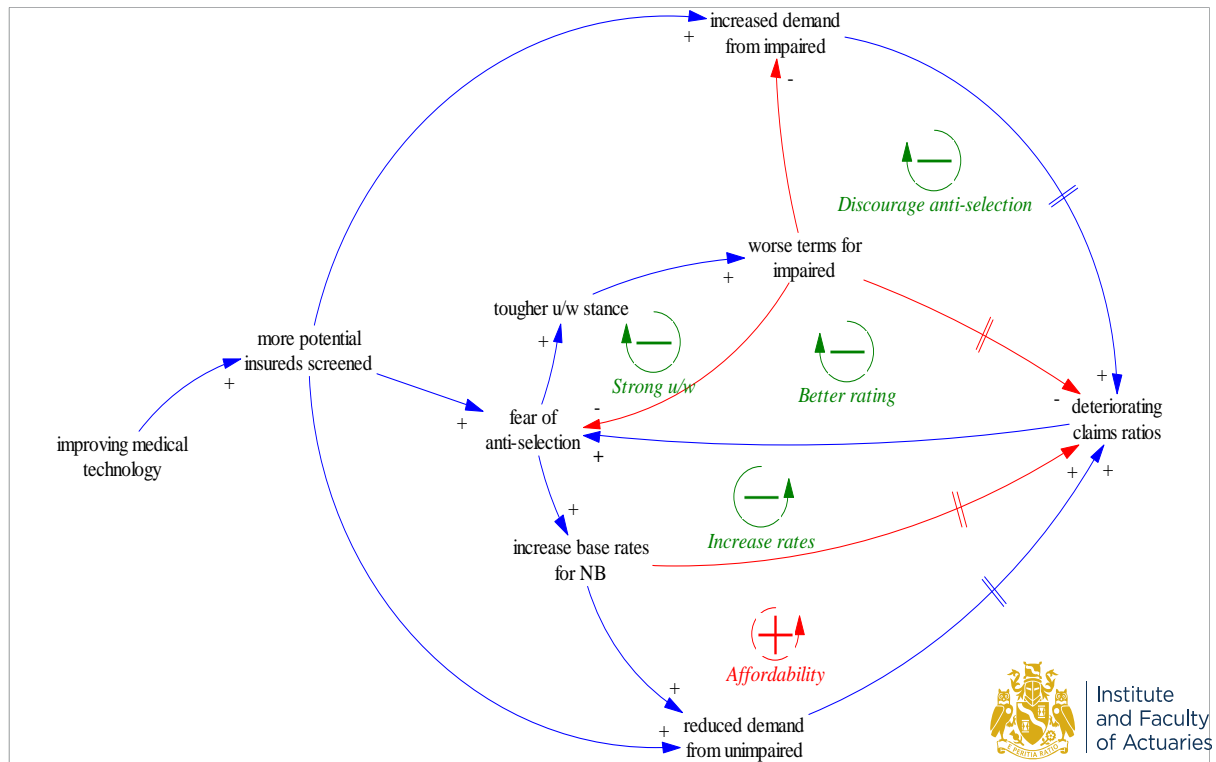 increased demand
from impaired
+
-
Discourage anti-selection
worse terms for
impaired
+
tougher u/w stance
+
more potential
insureds screened
+
Strong u/w
Better rating
+
-
deteriorating
claims ratios
-
fear of
anti-selection
+
+
improving medical
technology
+
+
+
Increase rates
increase base rates
for NB
Affordability
+
+
reduced demand
from unimpaired
PERITIA RATIO
Institute
and Faculty
of Actuaries